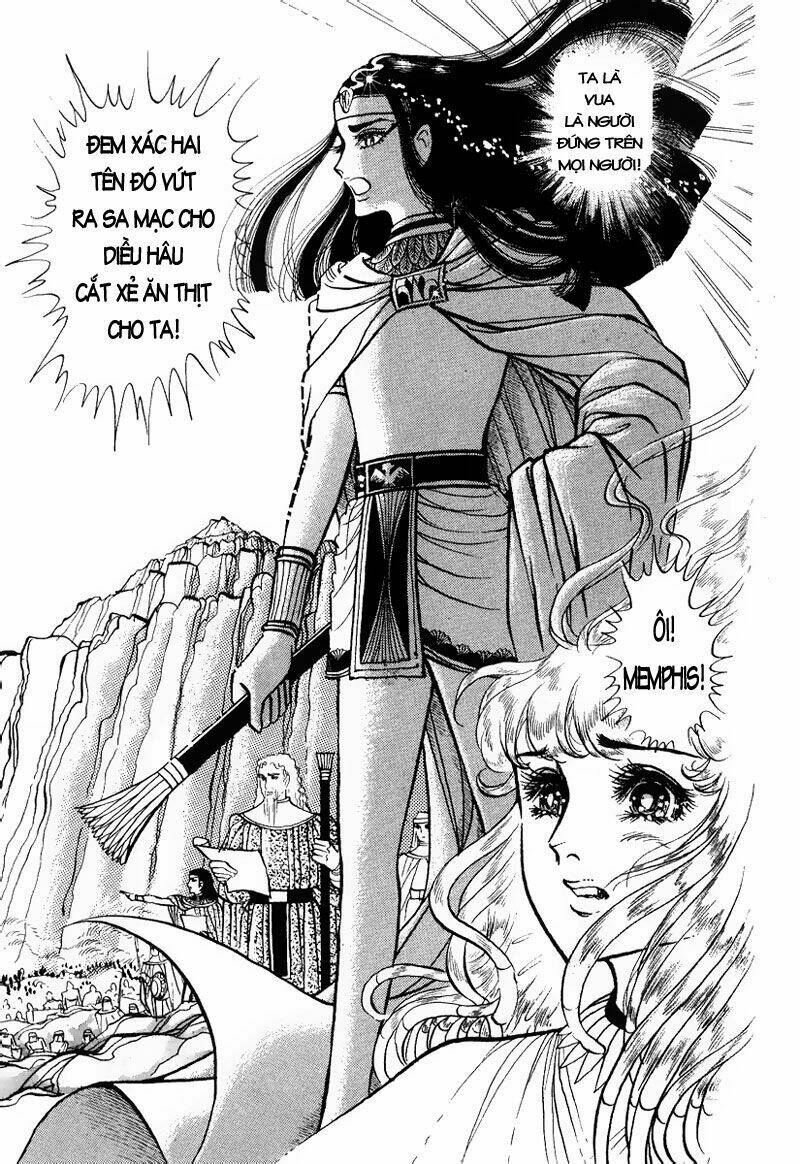 TA LÀ
VUA
LÀ NGƯỜI
ĐỨNG TRÊN
MỌI NGƯỜI!
ĐEM XÁC HAI
TÊN ĐÓ VỨT
RA SA MẠC CHO
DIỀU HÂU
CẮT XẺ ĂN THỊT
CHO TA!
ÔI!
MEMPHIS!